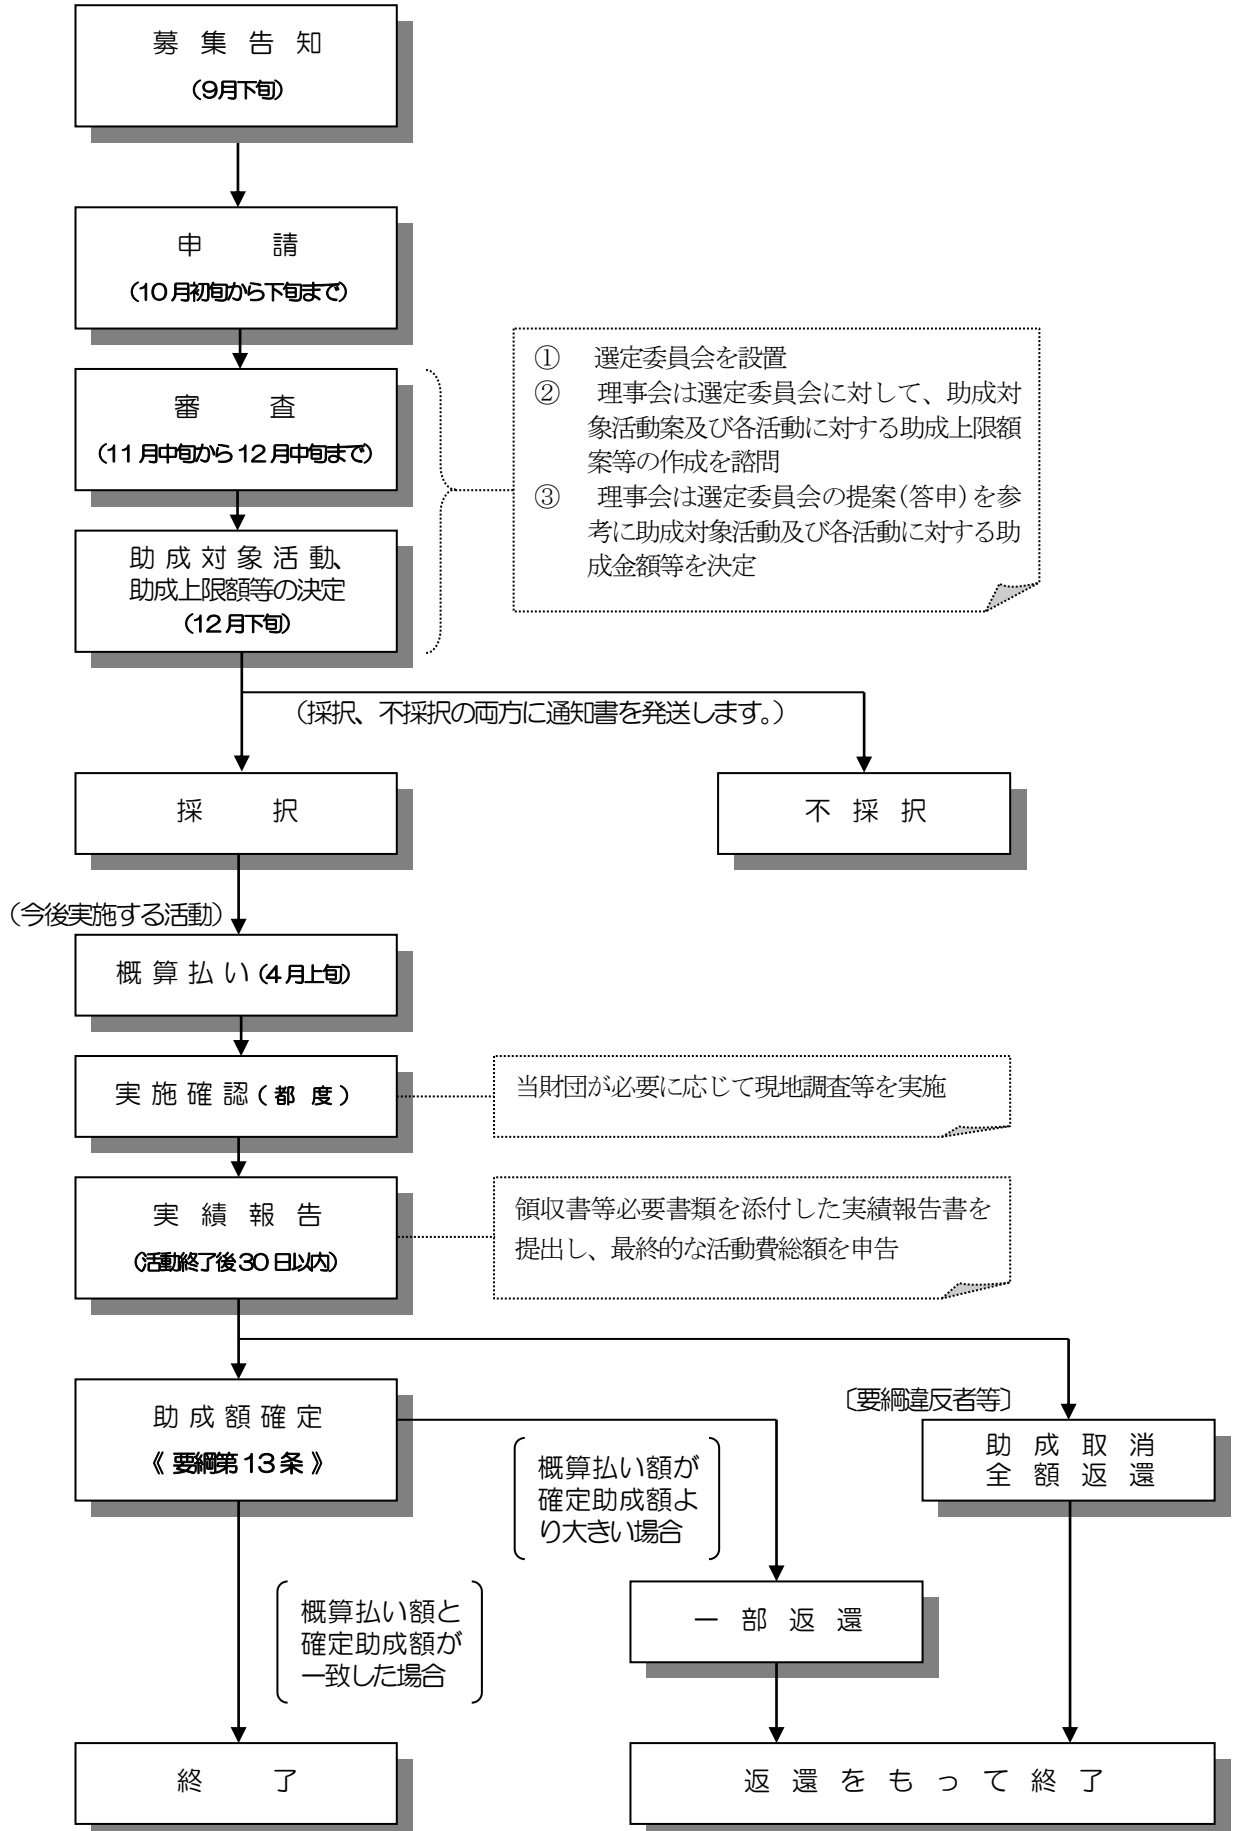 募集告知
（9月下旬）
申請
（10月初旬から下旬まで）
審査
（11月中旬から12月中旬まで）
① 選定委員会を設置
② 理事会は選定委員会に対して、助成対
象活動案及び各活動に対する助成上限額
案等の作成を諮問
③ 理事会は選定委員会の提案（答申）を参
考に助成対象活動及び各活動に対する助
成金額等を決定
助成対象活動、
助成上限額等の決定
（12月下旬）
（採択、不採択の両方に通知書を発送します。）
採択
不採択
（今後実施する活動）
概算払い（4月上旬）
実施確認（都度）
当財団が必要に応じて現地調査等を実施
実績報告
（活動終了後30日以内）
領収書等必要書類を添付した実績報告書を
提出し、最終的な活動費総額を申告
助成額確定
《要綱第13条》
〔要綱違反者等〕
助成取消
全額返還
概算払い額が
確定助成額よ
り大きい場合
一部返還
概算払い額と
確定助成額が
一致した場合
終了
返還をもって終了